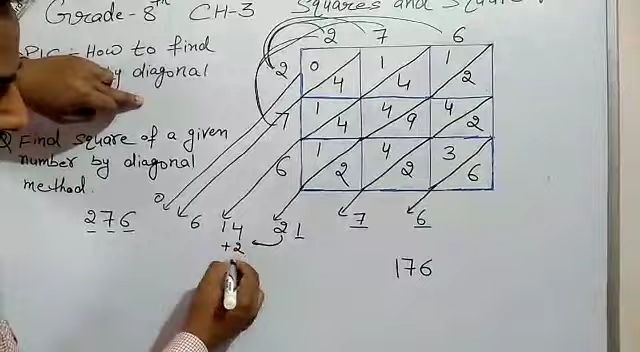 Grade-8th CH-3 Squares and Square
How to find
by diagonal
Q Find square of a given
number by diagonal
method.
276
2 7 6
2 0 4 1 4 1 2
7 1 4 4 9 4 2
6 1 2 4 2 3 6
0 6 14 21 7 6
+2
176